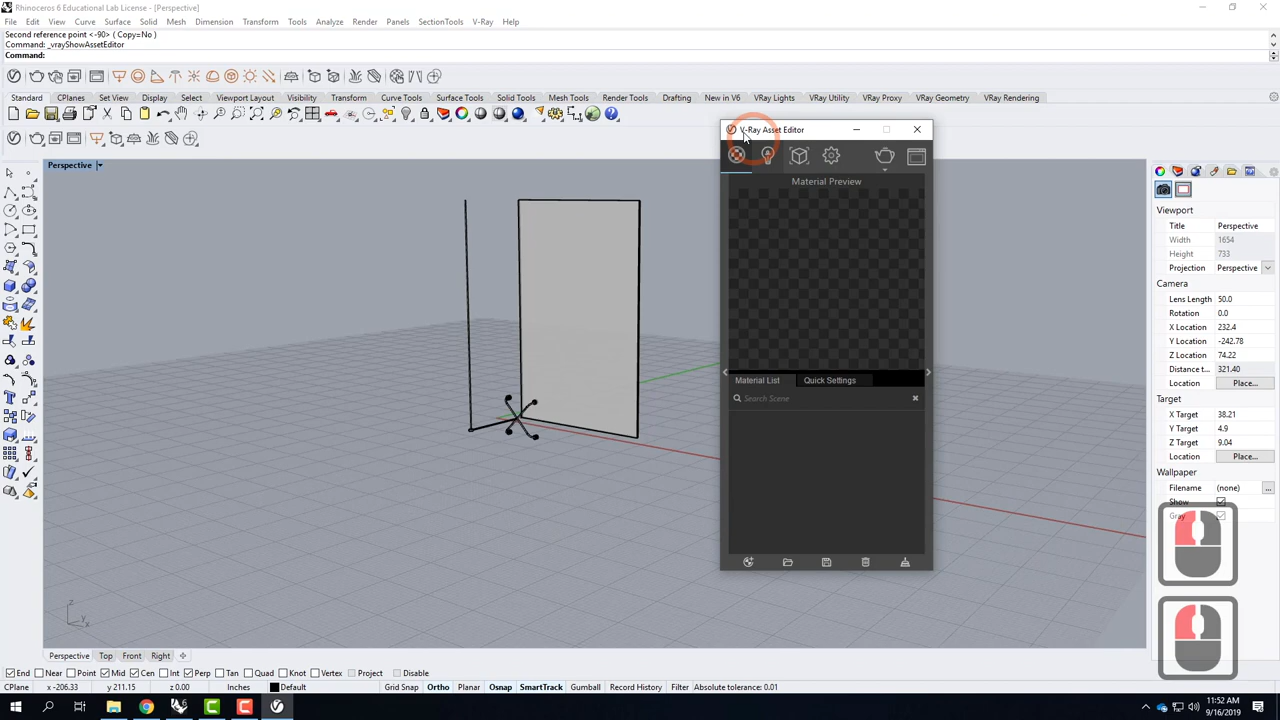 Rhinoceros 6 Educational Lab License - [Perspective]
File Edit View Curve Surface Solid Mesh Dimension Transform Tools Analyze Render Panels SectionTools V-Ray Help
Second reference point <-90> ( Copy=No )
Command: _vrayShowAssetEditor
Command:
Standard CPlanes Set View Display Select Viewport Layout Visibility Transform Curve Tools Surface Tools Solid Tools Mesh Tools Render Tools Drafting New in V6 VRay Lights VRay Utility VRay Proxy VRay Geometry VRay Rendering
Perspective
V-Ray Asset Editor
Material Preview
Material List Quick Settings
Search Scene
Viewport
Title Perspective
Width 1654
Height 733
Projection Perspective
Camera
Lens Length 50.0
Rotation 0.0
X Location 232.4
Y Location -242.78
Z Location 74.22
Distance t... 321.40
Location Place...
Target
X Target 38.21
Y Target 4.9
Z Target 9.04
Location Place...
Wallpaper
Filename (none) ...
Show
Gray
z
y
x
Perspective Top Front Right
End Near Point Mid Cen Int Perp Tan Quad Knot Vertex Project Disable
CPlane x -206.33 y 211.15 z 0.00 Inches Default Grid Snap Ortho Planar Osnap SmartTrack Gumball Record History Filter Absolute tolerance: 0.01
11:52 AM
9/16/2019